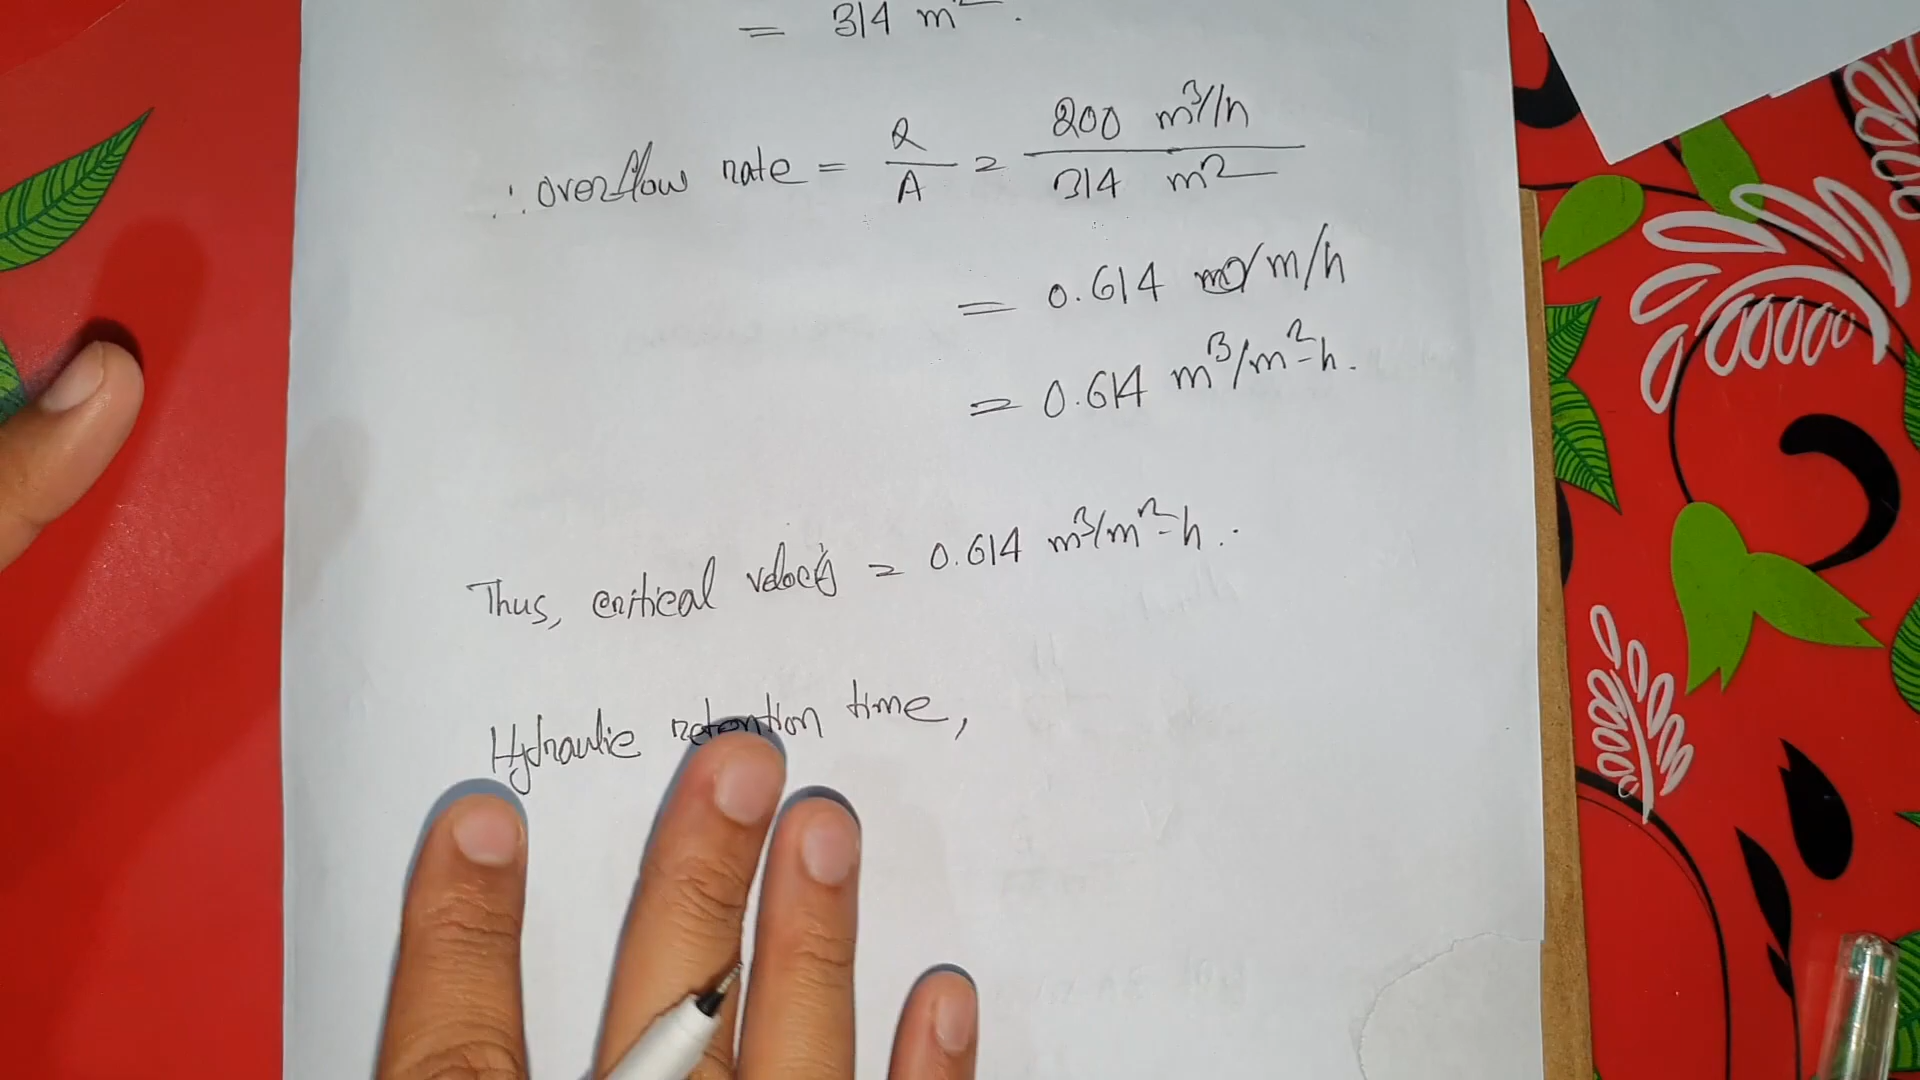 = 314 m².
∴ overflow rate = Q/A = 200 m³/h / 314 m²
= 0.614 m/h
= 0.614 m³/m²-h.
Thus, critical velocity = 0.614 m³/m²-h.
Hydraulic retention time,